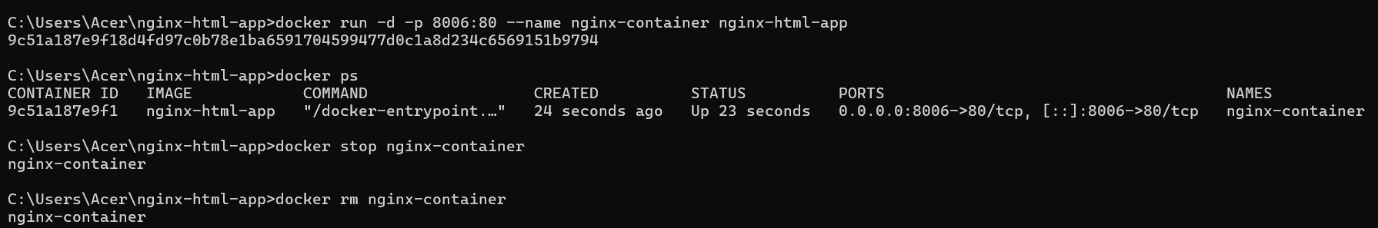 C:\Users\Acer\nginx-html-app>docker run -d -p 8006:80 --name nginx-container nginx-html-app
9c51a187e9f18d4fd97c0b78e1ba6591704599477d0c1a8d234c6569151b9794
C:\Users\Acer\nginx-html-app>docker ps
CONTAINER ID   IMAGE            COMMAND                  CREATED          STATUS          PORTS                                     NAMES
9c51a187e9f1   nginx-html-app   "/docker-entrypoint.…"   24 seconds ago   Up 23 seconds   0.0.0.0:8006->80/tcp, [::]:8006->80/tcp   nginx-container
C:\Users\Acer\nginx-html-app>docker stop nginx-container
nginx-container
C:\Users\Acer\nginx-html-app>docker rm nginx-container
nginx-container